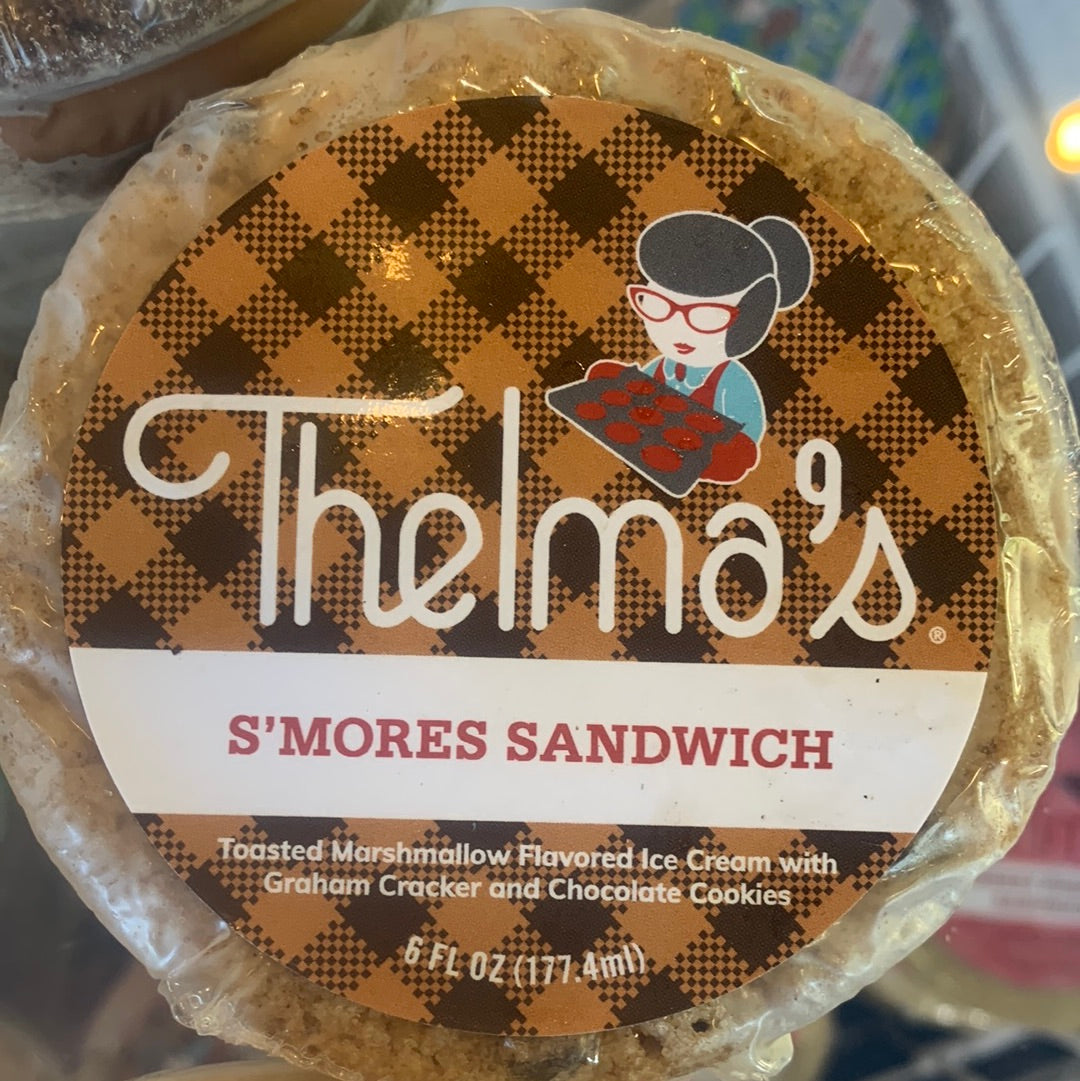 Thelma's®
S'MORES SANDWICH
Toasted Marshmallow Flavored Ice Cream with
Graham Cracker and Chocolate Cookies
6 FL OZ (177.4ml)